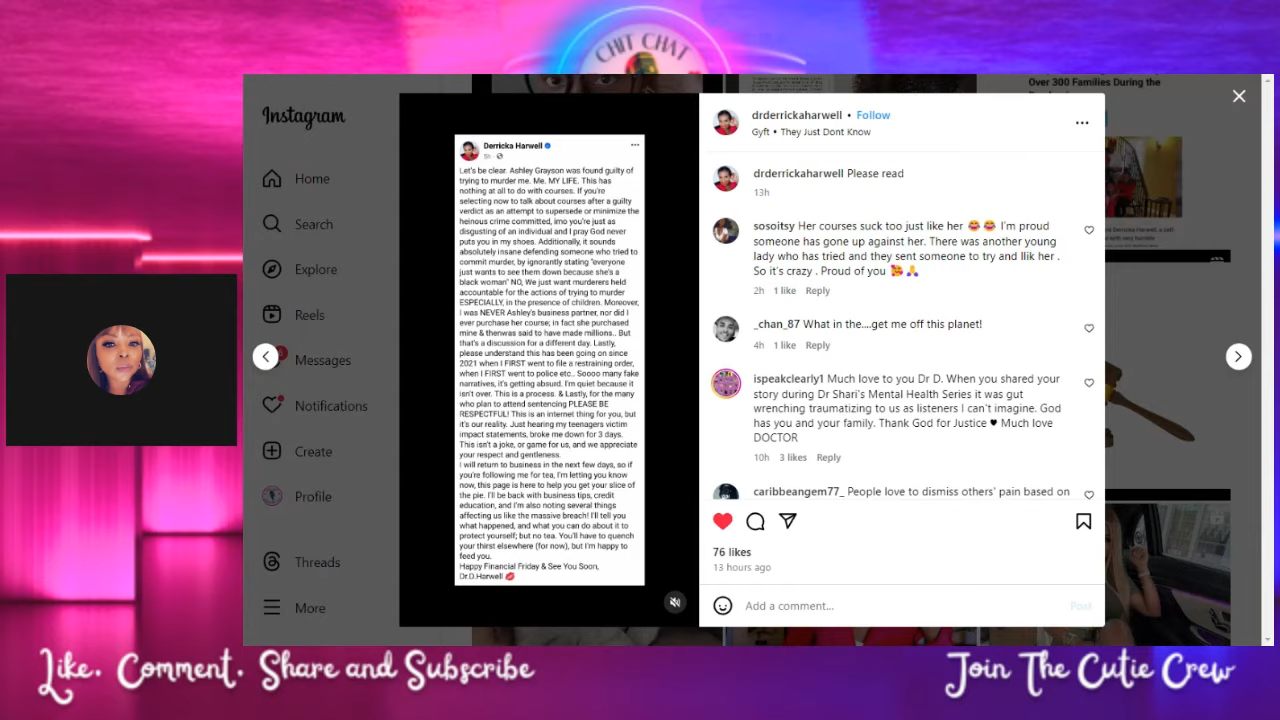 CHIT CHAT
Instagram
Home
Search
Explore
Reels
Messages
Notifications
Create
Profile
Threads
More
Derricka Harwell
5h
Let's be clear. Ashley Grayson was found guilty of
trying to murder me. Me. MY LIFE. This has
nothing at all to do with courses. If you're
selecting now to talk about courses after a guilty
verdict as an attempt to supersede or minimize the
heinous crime committed, imo you're just as
disgusting of an individual and I pray God never
puts you in my shoes. Additionally, it sounds
absolutely insane defending someone who tried to
commit murder, by ignorantly stating "everyone
just wants to see them down because she's a
black woman" NO, We just want murderers held
accountable for the actions of trying to murder
ESPECIALLY, in the presence of children. Moreover,
I was NEVER Ashley's business partner, nor did I
ever purchase her course; in fact she purchased
mine & thenwas said to have made millions.. But
that's a discussion for a different day. Lastly,
please understand this has been going on since
2021 when I FIRST went to file a restraining order,
when I FIRST went to police etc.. Soooo many fake
narratives, it's getting absurd. I'm quiet because it
isn't over. This is a process. & Lastly, for the many
who plan to attend sentencing PLEASE BE
RESPECTFUL! This is an internet thing for you, but
it's our reality. Just hearing my teenagers victim
impact statements, broke me down for 3 days.
This isn't a joke, or game for us, and we appreciate
your respect and gentleness.
I will return to business in the next few days, so if
you're following me for tea, I'm letting you know
now, this page is here to help you get your slice of
the pie. I'll be back with business tips, credit
education, and I'm also noting several things
affecting us like the massive breach! I'll tell you
what happened, and what you can do about it to
protect yourself; but no tea. You'll have to quench
your thirst elsewhere (for now), but I'm happy to
feed you.
Happy Financial Friday & See You Soon,
Dr.D.Harwell 💋
drderrickaharwell • Follow
Gyft • They Just Dont Know
drderrickaharwell Please read
13h
sosoitsy Her courses suck too just like her 😂😂 I'm proud
someone has gone up against her. There was another young
lady who has tried and they sent someone to try and llik her .
So it's crazy . Proud of you 🥰🙏
2h 1 like Reply
_chan_87 What in the....get me off this planet!
4h 1 like Reply
ispeakclearly1 Much love to you Dr D. When you shared your
story during Dr Shari's Mental Health Series it was gut
wrenching traumatizing to us as listeners I can't imagine. God
has you and your family. Thank God for Justice ♥ Much love
DOCTOR
10h 3 likes Reply
caribbeangem77_ People love to dismiss others' pain based on
76 likes
13 hours ago
Add a comment...
Post
Over 300 Families During the
Like. Comment. Share and Subscribe
Join The Cutie Crew